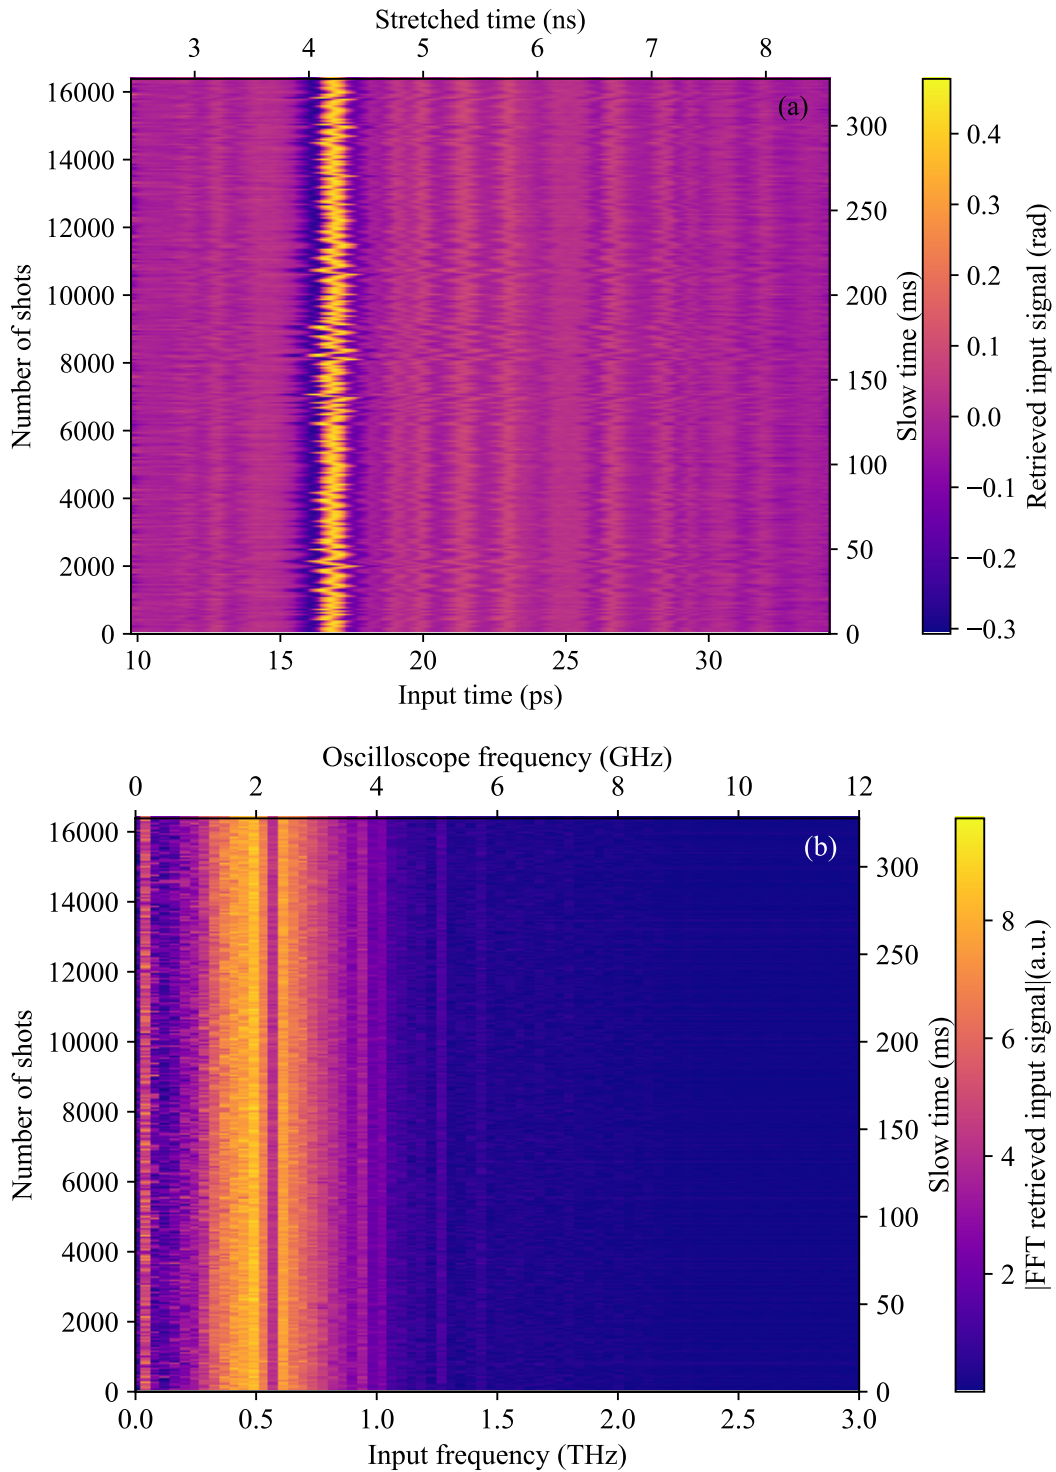 Stretched time (ns)
3 4 5 6 7 8
(a)
16000
14000
12000
10000
8000
6000
4000
2000
0
Number of shots
300
250
200
150
100
50
0
Slow time (ms)
0.4
0.3
0.2
0.1
0.0
−0.1
−0.2
−0.3
Retrieved input signal (rad)
10 15 20 25 30
Input time (ps)
Oscilloscope frequency (GHz)
0 2 4 6 8 10 12
(b)
16000
14000
12000
10000
8000
6000
4000
2000
0
Number of shots
300
250
200
150
100
50
0
Slow time (ms)
8
6
4
2
|FFT retrieved input signal|(a.u.)
0.0 0.5 1.0 1.5 2.0 2.5 3.0
Input frequency (THz)